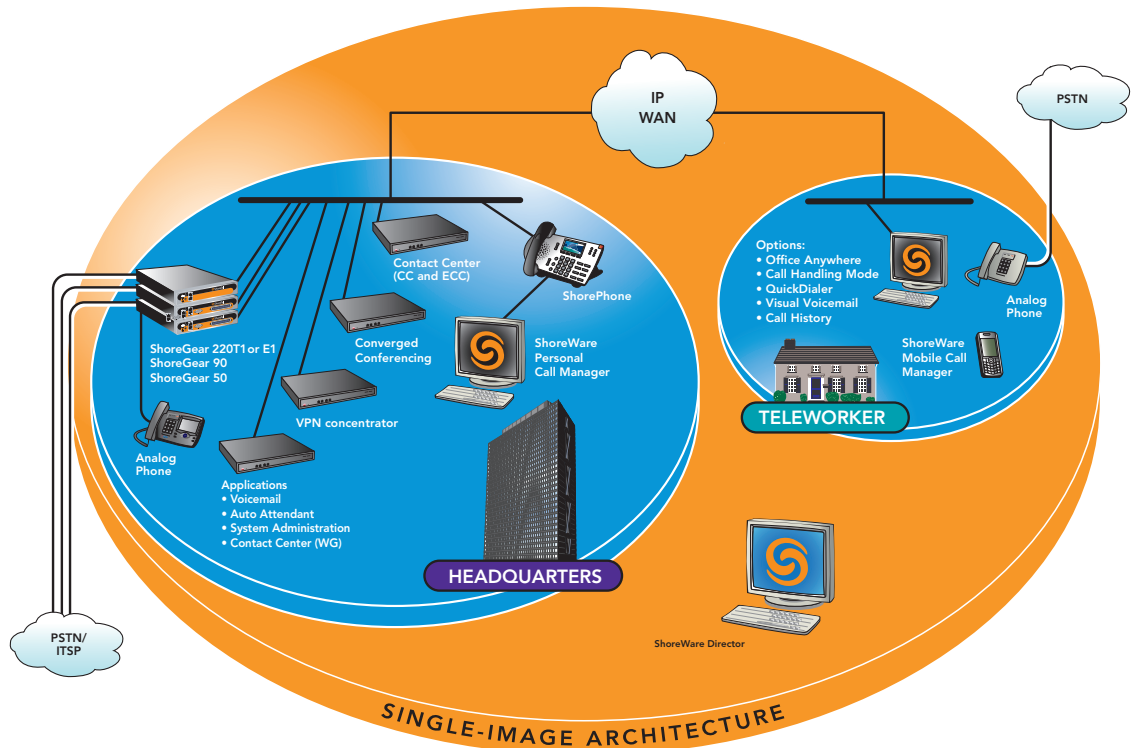 IP
WAN
PSTN
Contact Center
(CC and ECC)
ShorePhone
Options:
• Office Anywhere
• Call Handling Mode
• QuickDialer
• Visual Voicemail
• Call History
Analog
Phone
ShoreGear 220T1or E1
ShoreGear 90
ShoreGear 50
Converged
Conferencing
ShoreWare
Personal
Call Manager
ShoreWare
Mobile Call
Manager
VPN concentrator
TELEWORKER
Analog
Phone
Applications
• Voicemail
• Auto Attendant
• System Administration
• Contact Center (WG)
HEADQUARTERS
PSTN/
ITSP
ShoreWare Director
SINGLE-IMAGE ARCHITECTURE